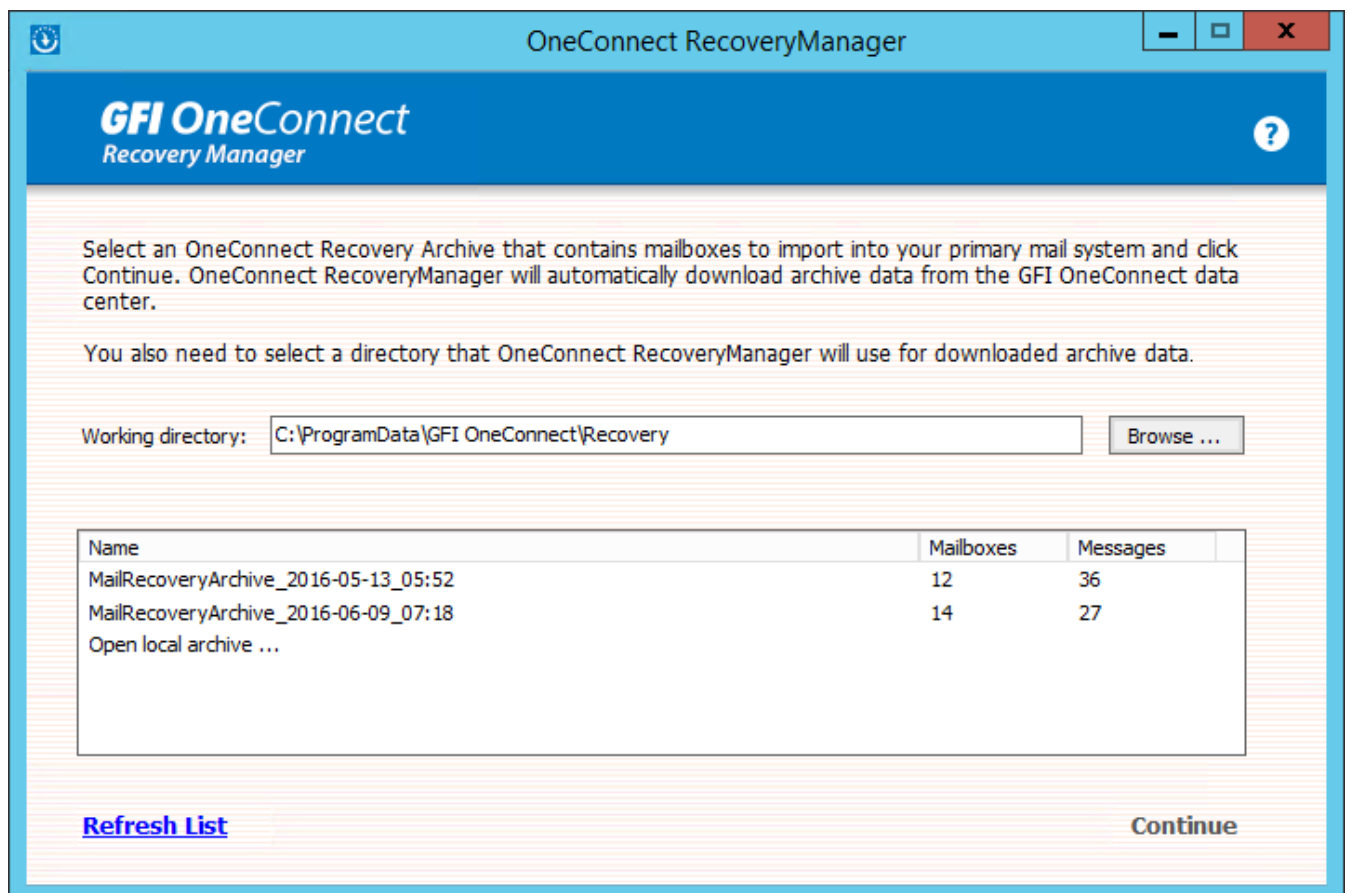 OneConnect RecoveryManager
GFI OneConnect
Recovery Manager
?
Select an OneConnect Recovery Archive that contains mailboxes to import into your primary mail system and click
Continue. OneConnect RecoveryManager will automatically download archive data from the GFI OneConnect data
center.
You also need to select a directory that OneConnect RecoveryManager will use for downloaded archive data.
Working directory: C:\ProgramData\GFI OneConnect\Recovery Browse ...
Name Mailboxes Messages
MailRecoveryArchive_2016-05-13_05:52 12 36
MailRecoveryArchive_2016-06-09_07:18 14 27
Open local archive ...
Refresh List Continue